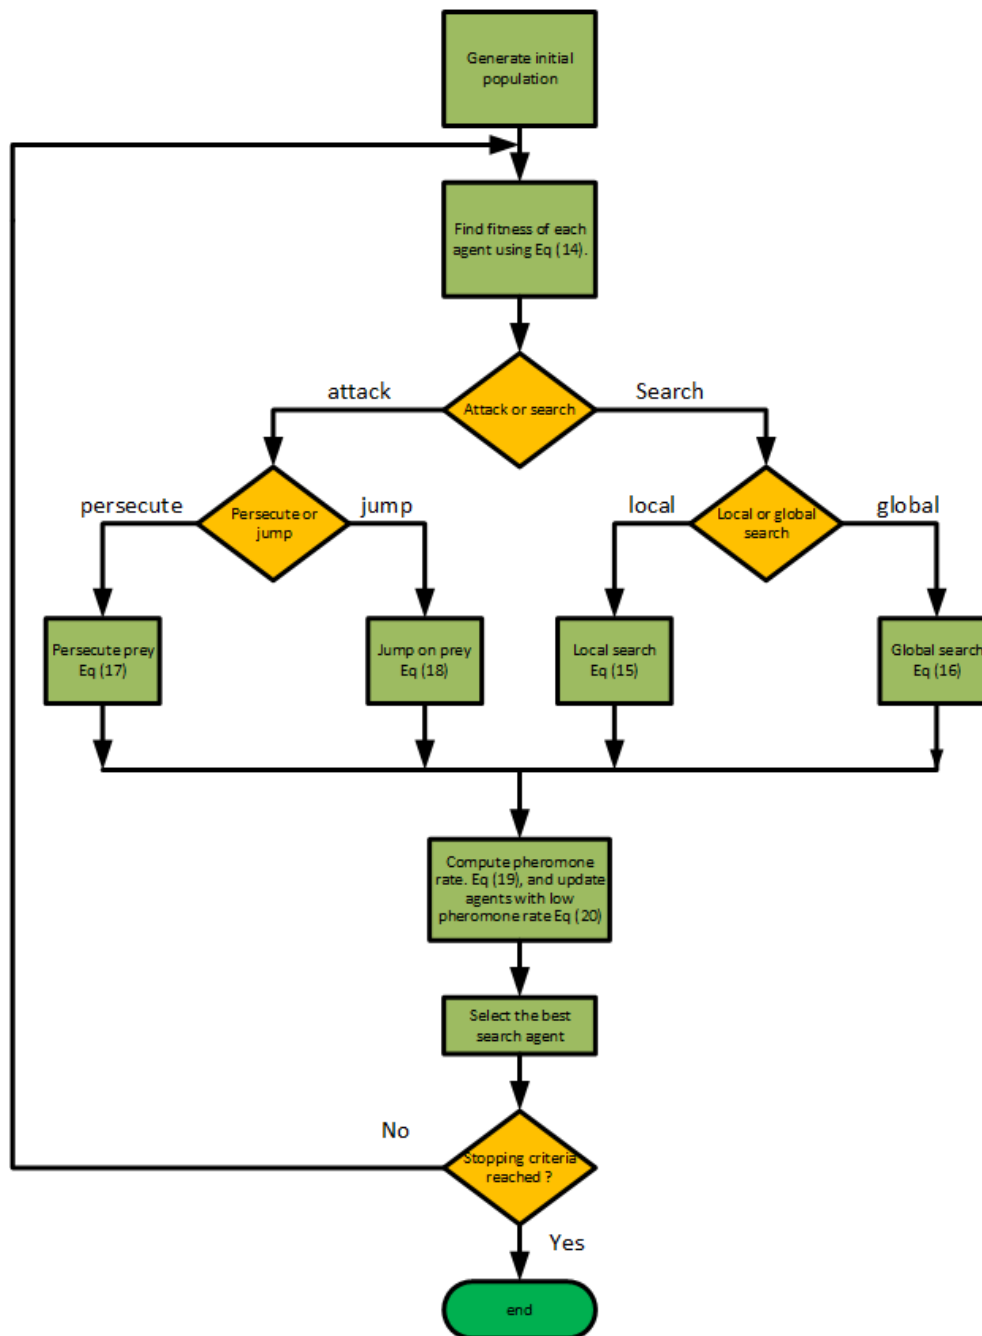 Generate initial
population
Find fitness of each
agent using Eq (14).
attack
Search
Attack or search
persecute
Persecute or
jump
jump
local
Local or global
search
global
Persecute prey
Eq (17)
Jump on prey
Eq (18)
Local search
Eq (15)
Global search
Eq (16)
Compute pheromone
rate. Eq (19), and update
agents with low
pheromone rate Eq (20)
Select the best
search agent
No
Stopping criteria
reached ?
Yes
end